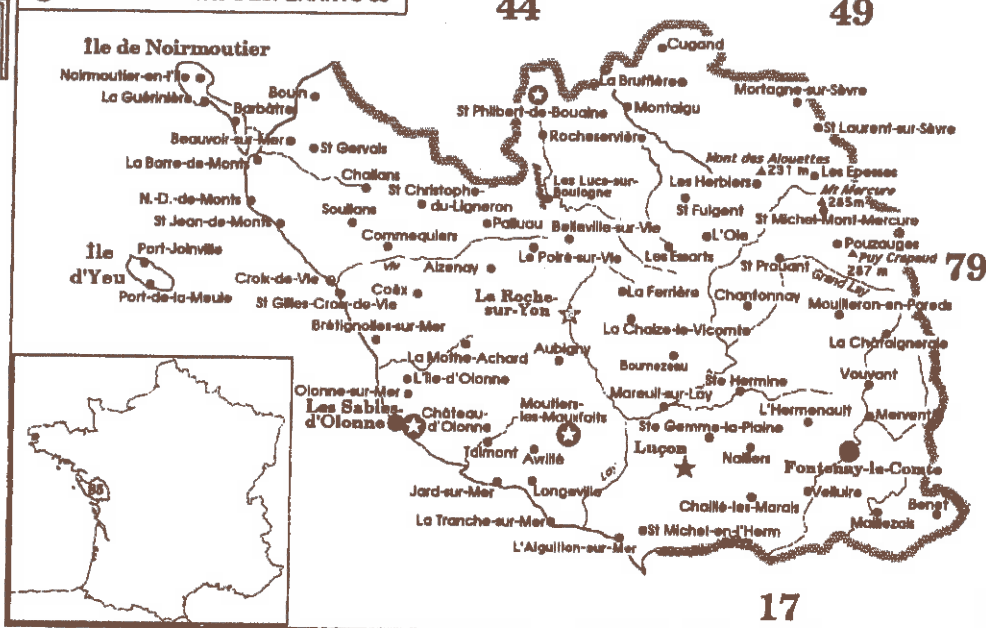 44
49
Île de Noirmoutier
Noirmoutier-en-l'Î
La Guérinière
Barbâtre
Bouin
Beauvoir-sur-Mer
St Gervais
La Barre-de-Monts
Challans
N.-D.-de-Monts
St Christophe-
du-Ligneron
Soullans
St Jean-de-Monts
Commequiers
Palluau
Île
d'Yeu
Port-Joinville
Port-de-la-Meule
Croix-de-Vie
St Gilles-Croix-de-Vie
Vie
Aizenay
Coëx
Brétignolles-sur-Mer
Cugand
La Bruffière
St Philbert-de-Bouaine
Montaigu
Rocheservière
Mortagne-sur-Sèvre
St Laurent-sur-Sèvre
Mont des Alouettes
231 m
Les Epesses
Les Herbiers
Mt Mercure
285m
Les Lucs-sur-
Boulogne
St Fulgent
St Michel-Mont-Mercure
Belleville-sur-Vie
L'Oie
Pouzauges
Puy Crapaud
Le Poiré-sur-Vie
Les Essarts
St Prouant
Grand Lay
79
La Roche-
sur-Yon
La Ferrière
Chantonnay
Mouilleron-en-Pareds
La Chaize-le-Vicomte
La Châtaigneraie
La Mothe-Achard
Aubigny
Bournezeau
L'Île-d'Olonne
Olonne-sur-Mer
Ste Hermine
Vouvant
Mareuil-sur-Lay
Les Sables-
d'Olonne
Château-
d'Olonne
Moutiers-
les-Mauxfaits
L'Hermenault
Mervent
Ste Gemme-la-Plaine
Talmont
Avrillé
Luçon
Nalliers
Fontenay-le-Comte
Lay
Jard-sur-Mer
Longeville
Velluire
Chaillé-les-Marais
Benet
Maillezais
La Tranche-sur-Mer
St Michel-en-l'Herm
L'Aiguillon-sur-Mer
85
17